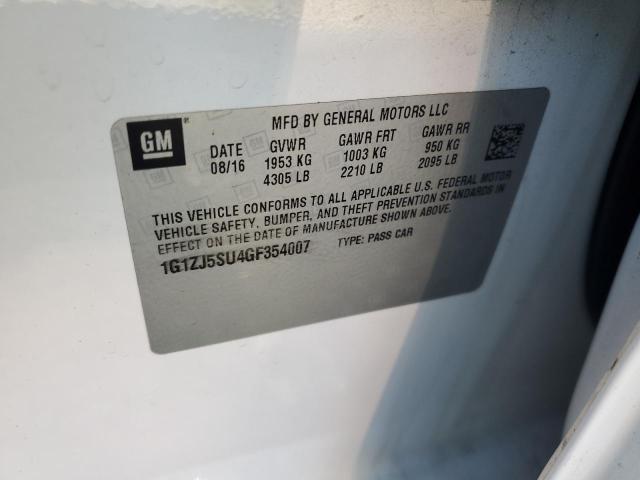 GM
MFD BY GENERAL MOTORS LLC
DATE GVWR GAWR FRT GAWR RR
08/16 1953 KG 1003 KG 950 KG
4305 LB 2210 LB 2095 LB
THIS VEHICLE CONFORMS TO ALL APPLICABLE U.S. FEDERAL MOTOR
VEHICLE SAFETY, BUMPER, AND THEFT PREVENTION STANDARDS IN
EFFECT ON THE DATE OF MANUFACTURE SHOWN ABOVE.
1G1ZJ5SU4GF354007 TYPE: PASS CAR